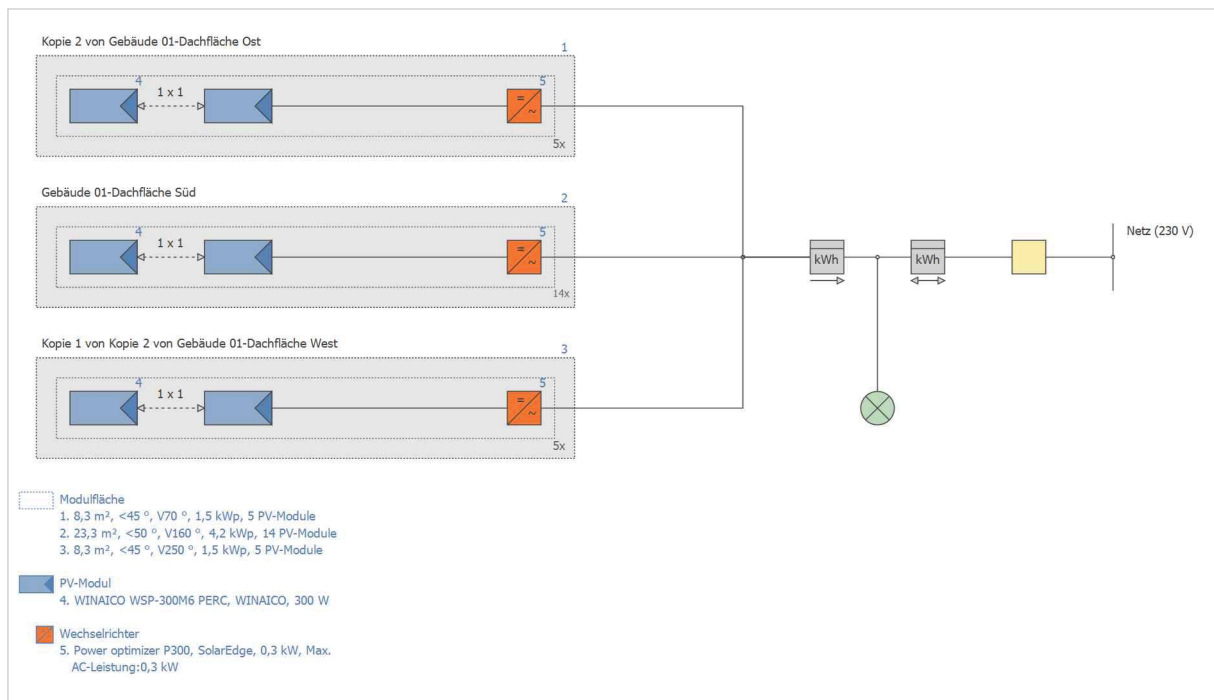 Kopie 2 von Gebäude 01-Dachfläche Ost
1
4
1 x 1
5
=
~
5x
Gebäude 01-Dachfläche Süd
2
4
1 x 1
5
=
~
14x
kWh
kWh
Netz (230 V)
Kopie 1 von Kopie 2 von Gebäude 01-Dachfläche West
3
4
1 x 1
5
=
~
5x
Modulfläche
1. 8,3 m², <45 °, V70 °, 1,5 kWp, 5 PV-Module
2. 23,3 m², <50 °, V160 °, 4,2 kWp, 14 PV-Module
3. 8,3 m², <45 °, V250 °, 1,5 kWp, 5 PV-Module
PV-Modul
4. WINAICO WSP-300M6 PERC, WINAICO, 300 W
Wechselrichter
5. Power optimizer P300, SolarEdge, 0,3 kW, Max.
AC-Leistung:0,3 kW